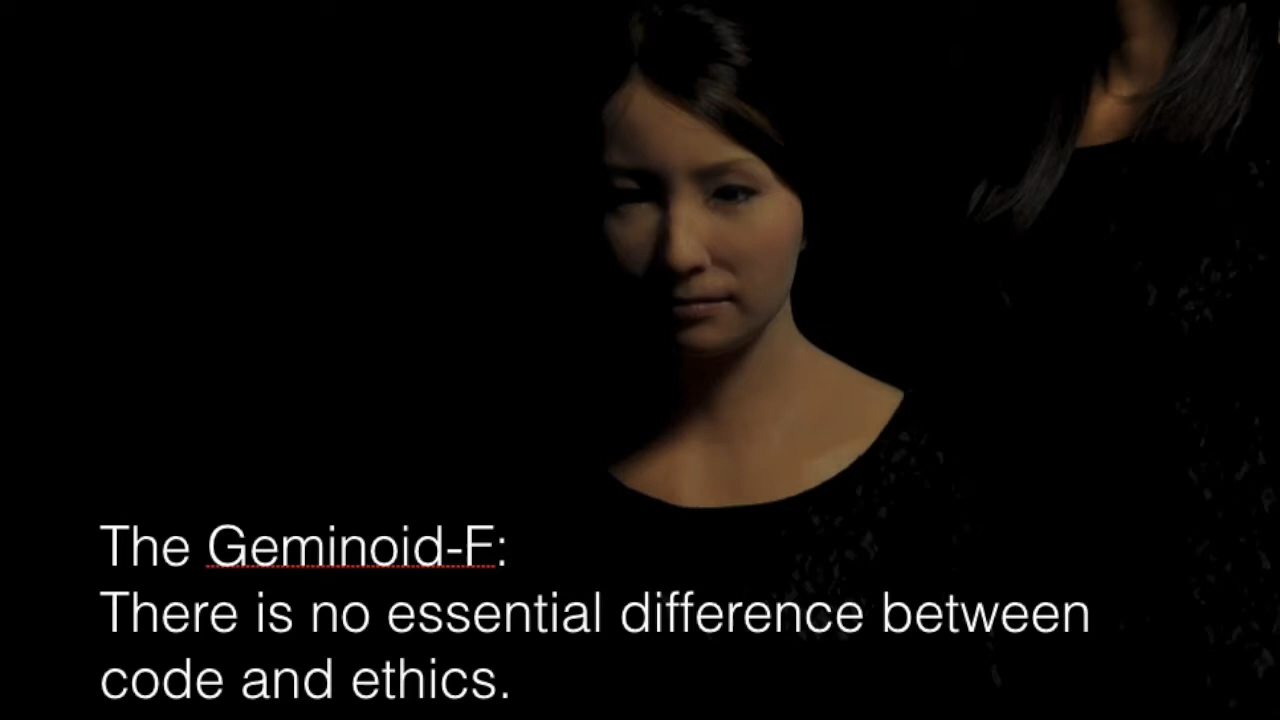 The Geminoid-F:
There is no essential difference between
code and ethics.